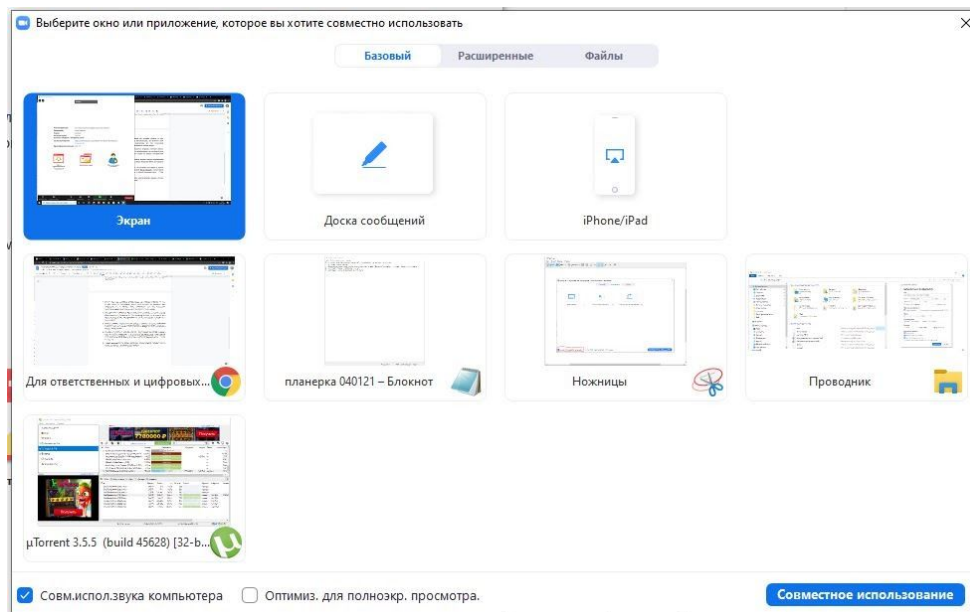 Выберите окно или приложение, которое вы хотите совместно использовать
Базовый
Расширенные
Файлы
Экран
Доска сообщений
iPhone/iPad
Для ответственных и цифровых...
планерка 040121 – Блокнот
Ножницы
Проводник
µTorrent 3.5.5 (build 45628) [32-b...
Совм.испол.звука компьютера
Оптимиз. для полноэкр. просмотра.
Совместное использование